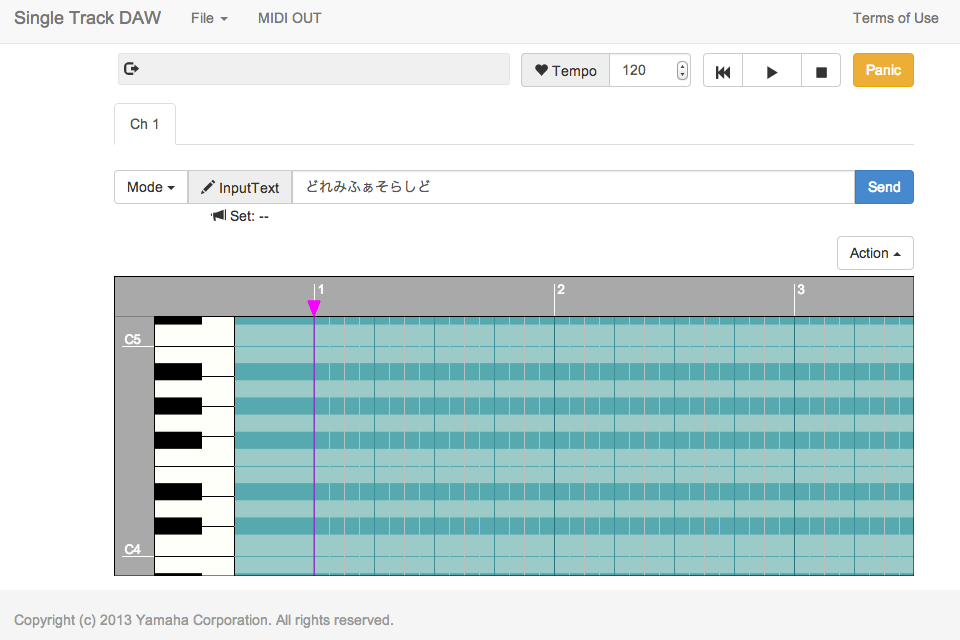 Single Track DAW File MIDI OUT Terms of Use
Tempo 120 Panic
Ch 1
Mode InputText どれみふぁそらしど Send
Set: --
Action
1 2 3
C5
C4
Copyright (c) 2013 Yamaha Corporation. All rights reserved.